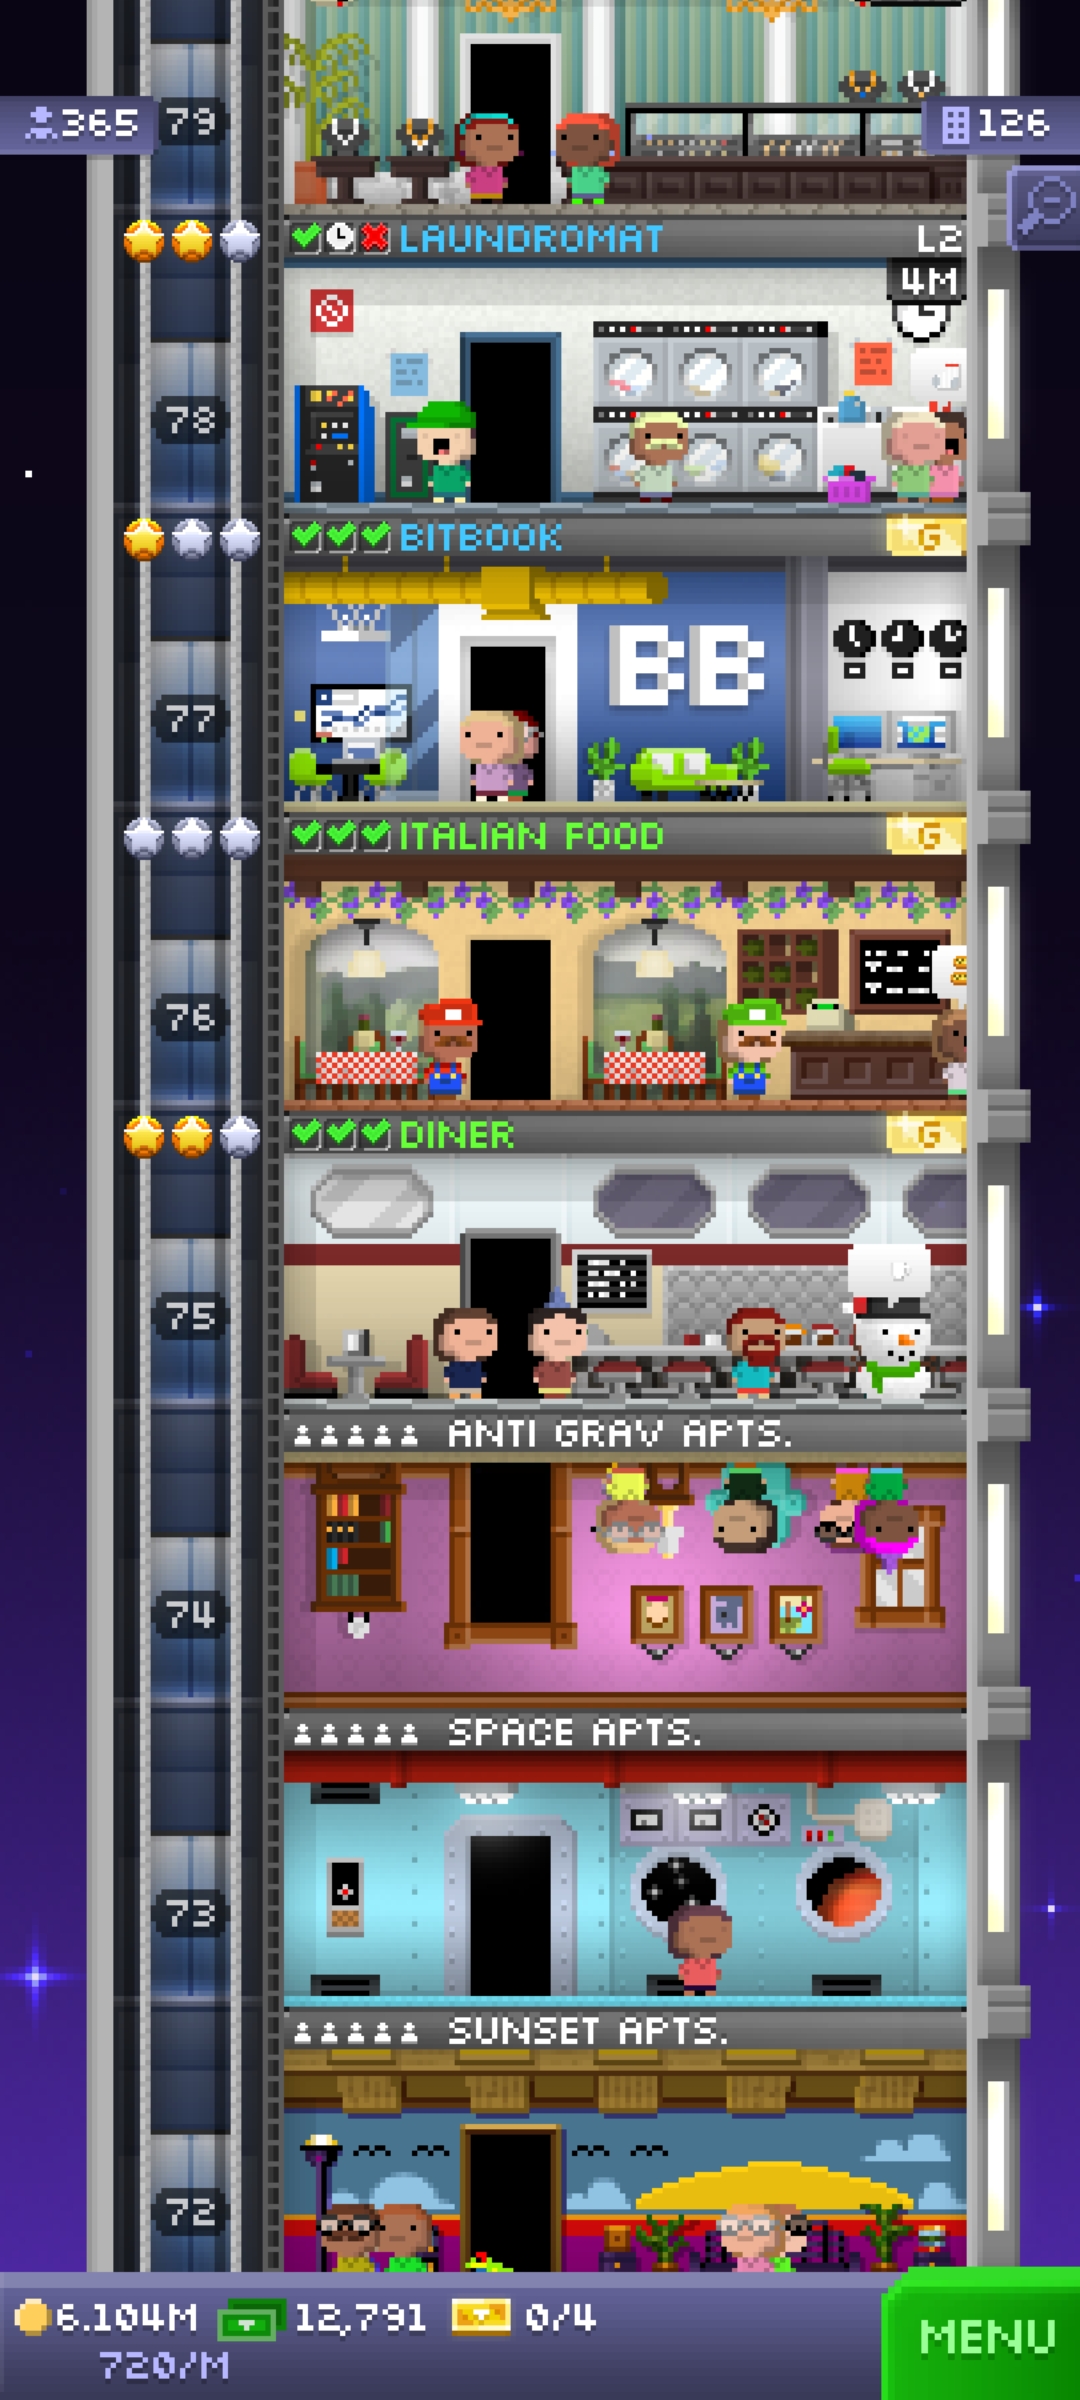 365
79
126
LAUNDROMAT L2
4M
78
BITBOOK G
BB
77
ITALIAN FOOD G
76
DINER G
75
ANTI GRAV APTS.
74
SPACE APTS.
73
SUNSET APTS.
72
6.104M 12,791 0/4
720/M
MENU